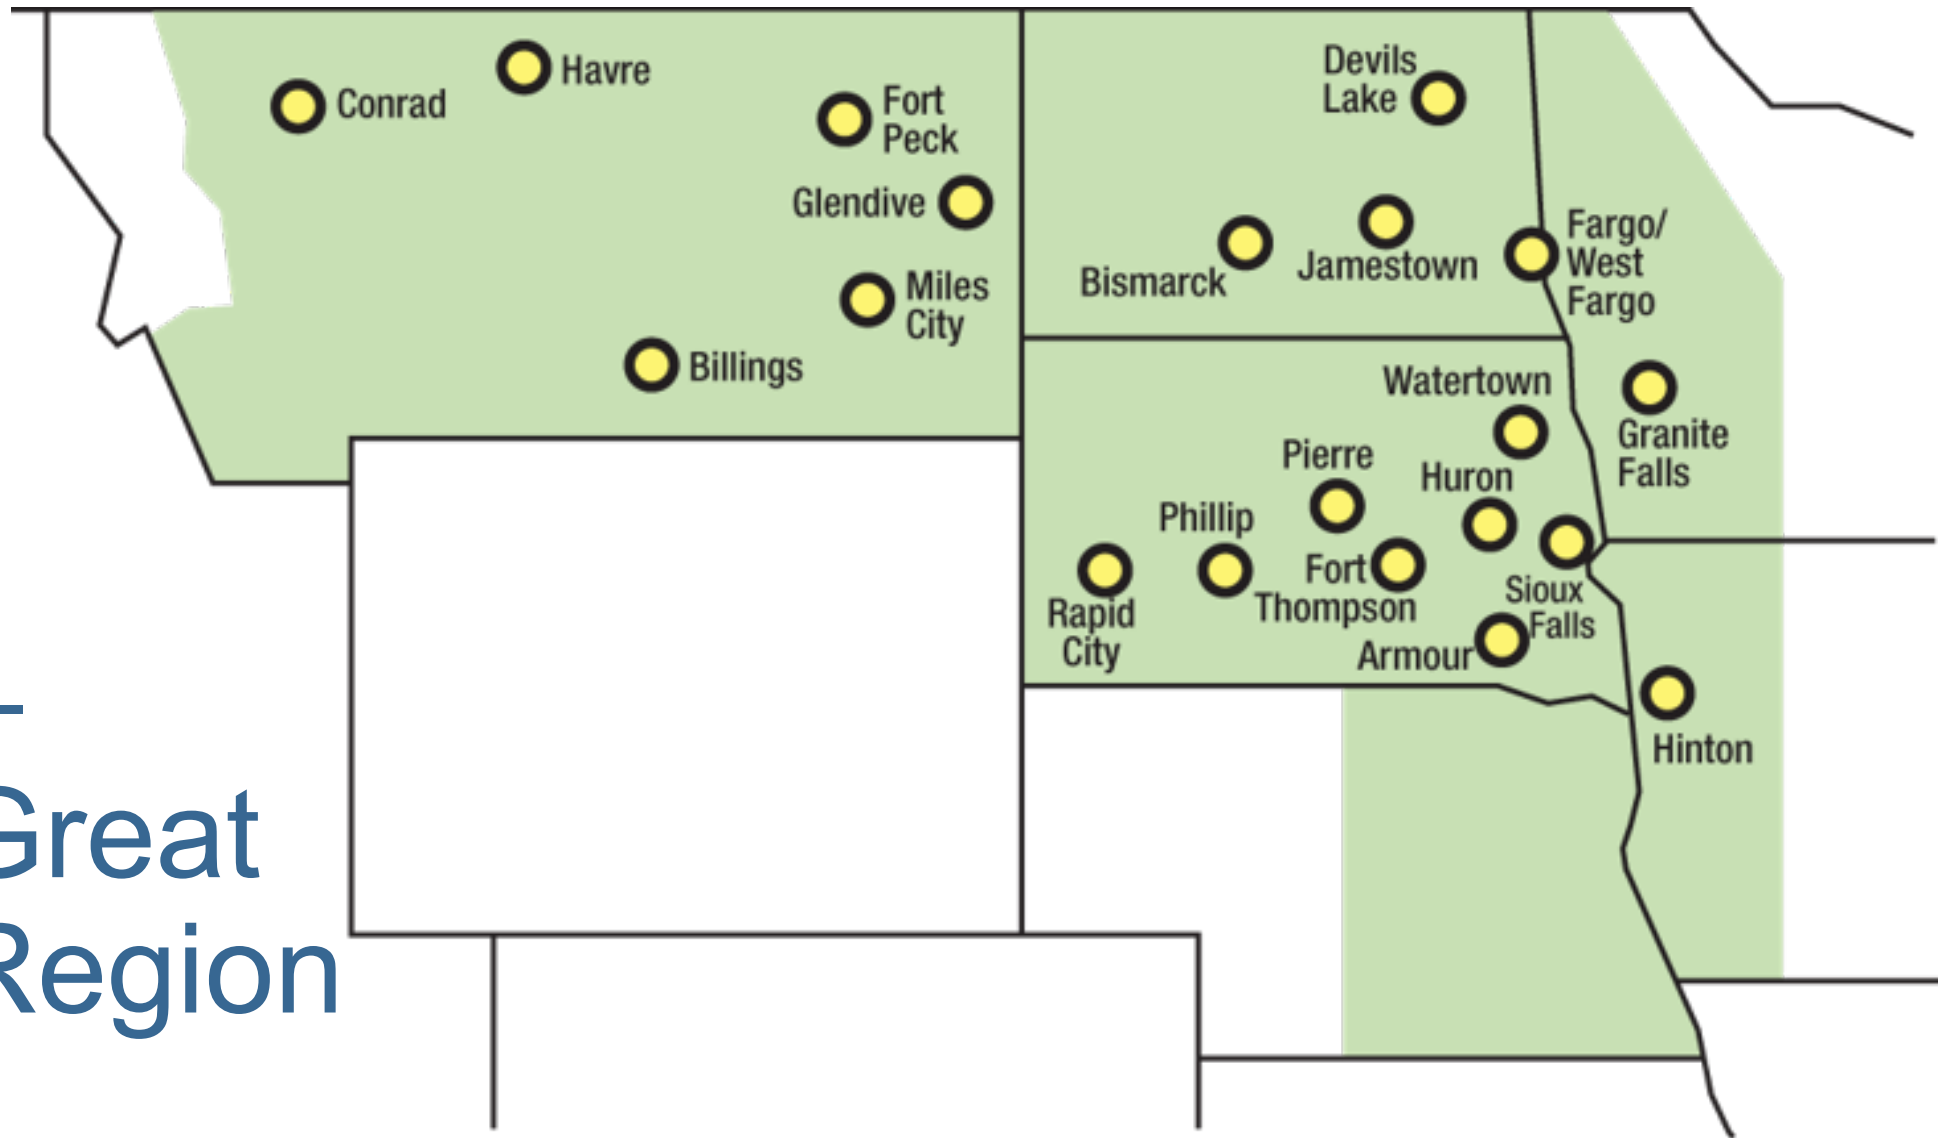 Havre
Conrad
Fort
Peck
Glendive
Miles
City
Billings
Devils
Lake
Bismarck
Jamestown
Fargo/
West
Fargo
Watertown
Granite
Falls
Pierre
Huron
Phillip
Fort
Thompson
Sioux
Falls
Rapid
City
Armour
Hinton
Great
Region